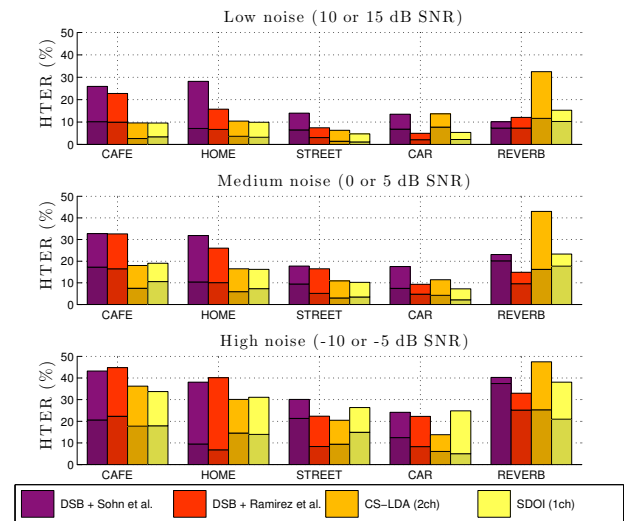 Low noise (10 or 15 dB SNR)
HTER (%)
50
40
30
20
10
0
CAFE HOME STREET CAR REVERB
Medium noise (0 or 5 dB SNR)
HTER (%)
50
40
30
20
10
0
CAFE HOME STREET CAR REVERB
High noise (-10 or -5 dB SNR)
HTER (%)
50
40
30
20
10
0
CAFE HOME STREET CAR REVERB
DSB + Sohn et al. DSB + Ramirez et al. CS−LDA (2ch) SDOI (1ch)